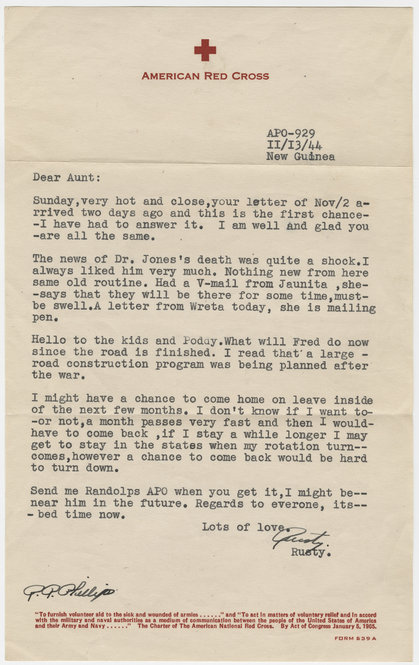 AMERICAN RED CROSS
APO-929
II/I3/44
New Guinea
Dear Aunt:
Sunday,very hot and close,your letter of Nov/2 a-
rrived two days ago and this is the first chance-
-I have had to answer it. I am well And glad you
-are all the same.
The news of Dr. Jones's death was quite a shock.I
always liked him very much. Nothing new from here
same old routine. Had a V-mail from Jaunita ,she-
-says that they will be there for some time,must-
be swell.A letter from Wreta today, she is mailing
pen.
Hello to the kids and Poday.What will Fred do now
since the road is finished. I read that a large -
road construction program was being planned after
the war.
I might have a chance to come home on leave inside
of the next few months. I don't know if I want to-
-or not,a month passes very fast and then I would-
have to come back ,if I stay a while longer I may
get to stay in the states when my rotation turn--
comes,however a chance to come back would be hard
to turn down.
Send me Randolps APO when you get it,I might be--
near him in the future. Regards to everone, its---
- bed time now.
Lots of love.
Rusty.
Rusty.
P.P. Phillips
"To furnish volunteer aid to the sick and wounded of armies . . . . . ." and "To act in matters of voluntary relief and in accord
with the military and naval authorities as a medium of communication between the people of the United States of America
and their Army and Navy . . . . . ." The Charter of The American National Red Cross. By Act of Congress January 5, 1905.
FORM 539 A